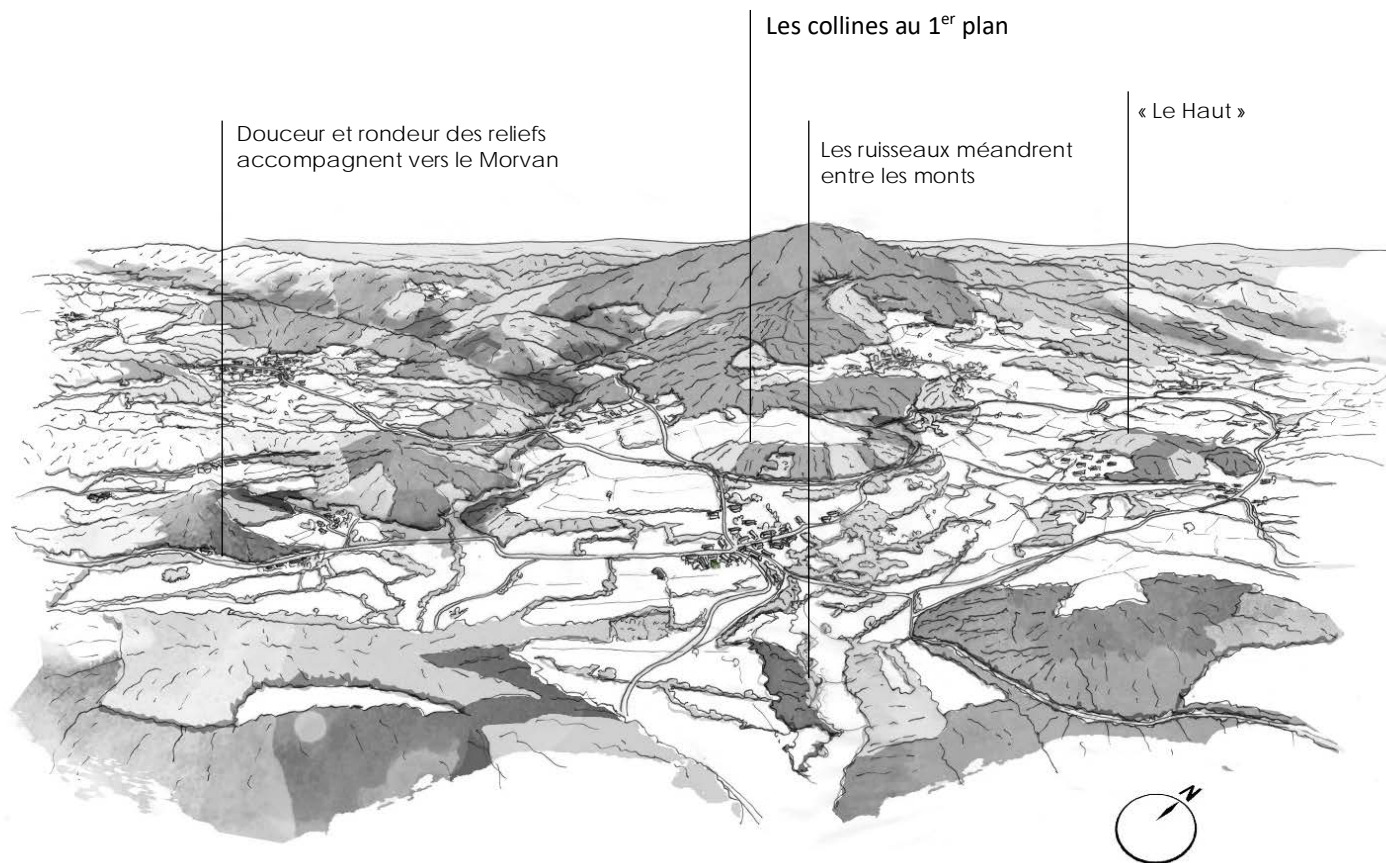 Les collines au 1er plan
« Le Haut »
Douceur et rondeur des reliefs
accompagnent vers le Morvan
Les ruisseaux méandrent
entre les monts
N